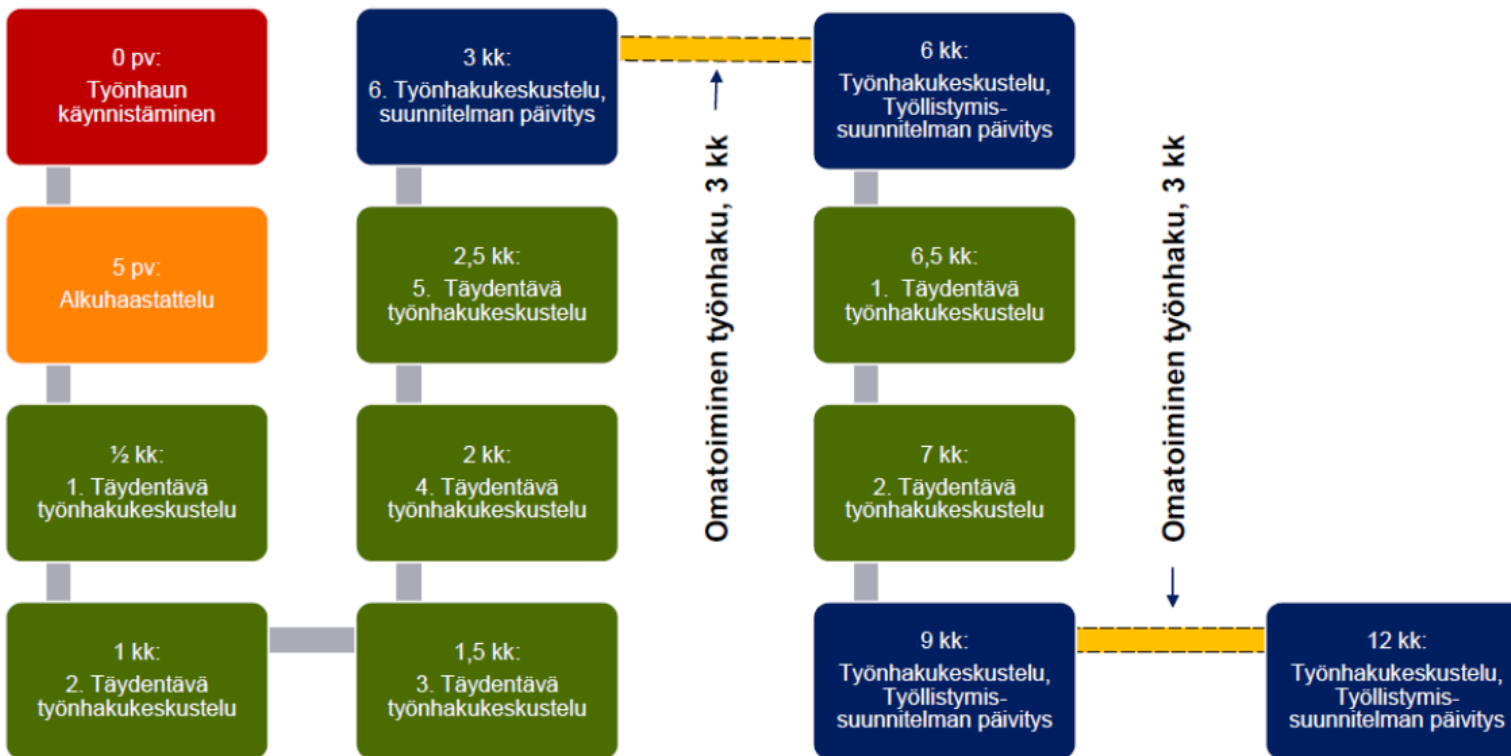 0 pv:
Työnhaun
käynnistäminen
5 pv:
Alkuhaastattelu
½ kk:
1. Täydentävä
työnhakukeskustelu
1 kk:
2. Täydentävä
työnhakukeskustelu
1,5 kk:
3. Täydentävä
työnhakukeskustelu
2 kk:
4. Täydentävä
työnhakukeskustelu
2,5 kk:
5. Täydentävä
työnhakukeskustelu
3 kk:
6. Työnhakukeskustelu,
suunnitelman päivitys
Omatoiminen työnhaku, 3 kk
6 kk:
Työnhakukeskustelu,
Työllistymis-
suunnitelman päivitys
6,5 kk:
1. Täydentävä
työnhakukeskustelu
7 kk:
2. Täydentävä
työnhakukeskustelu
9 kk:
Työnhakukeskustelu,
Työllistymis-
suunnitelman päivitys
Omatoiminen työnhaku, 3 kk
12 kk:
Työnhakukeskustelu,
Työllistymis-
suunnitelman päivitys